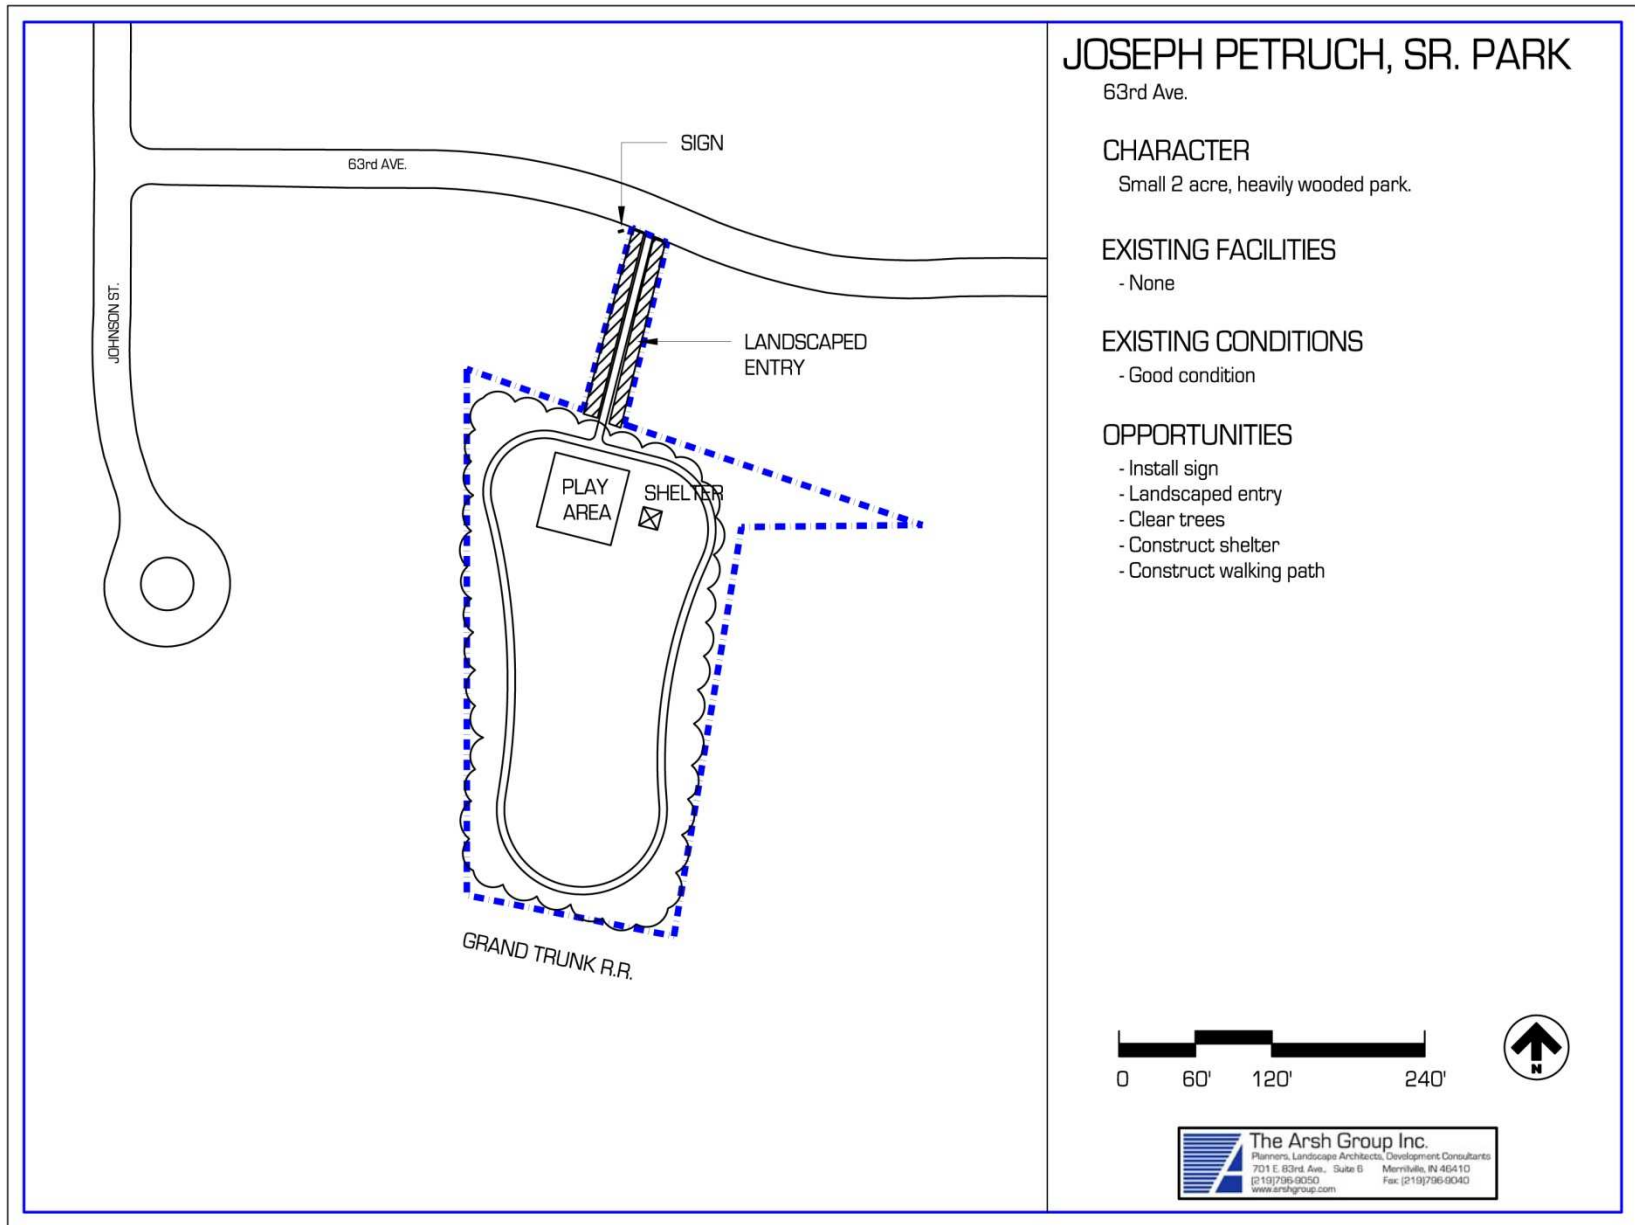 JOSEPH PETRUCH, SR. PARK
63rd Ave.
CHARACTER
Small 2 acre, heavily wooded park.
EXISTING FACILITIES
- None
EXISTING CONDITIONS
- Good condition
OPPORTUNITIES
- Install sign
- Landscaped entry
- Clear trees
- Construct shelter
- Construct walking path
SIGN
63rd AVE.
JOHNSON ST.
LANDSCAPED
ENTRY
PLAY
AREA
SHELTER
GRAND TRUNK R.R.
0 60' 120' 240'
N
The Arsh Group Inc.
Planners, Landscape Architects, Development Consultants
701 E. 83rd. Ave., Suite 6 Merrillville, IN 46410
(219)796-9050 Fax: (219)796-9040
www.arshgroup.com